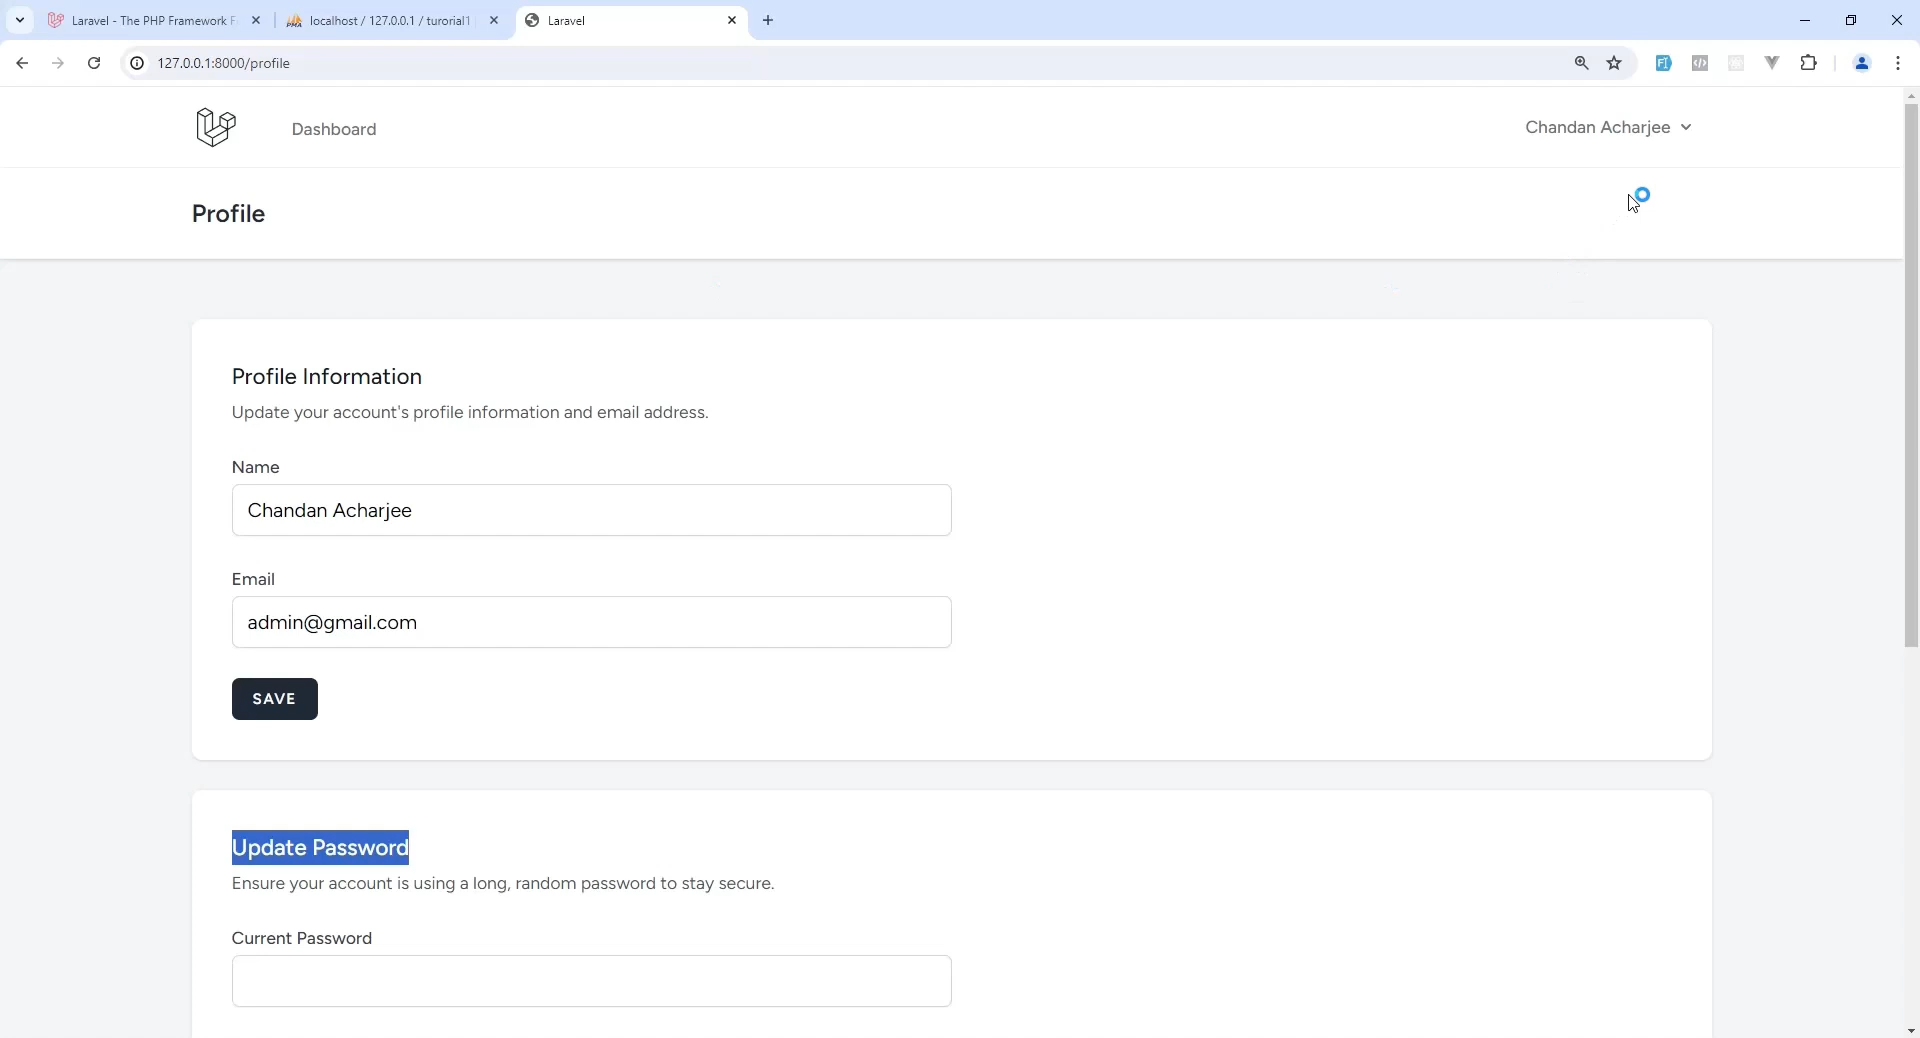 Laravel - The PHP Framework F
localhost / 127.0.0.1 / turorial1
Laravel
127.0.0.1:8000/profile
Dashboard
Chandan Acharjee
Profile
Profile Information
Update your account's profile information and email address.
Name
Chandan Acharjee
Email
admin@gmail.com
SAVE
Update Password
Ensure your account is using a long, random password to stay secure.
Current Password